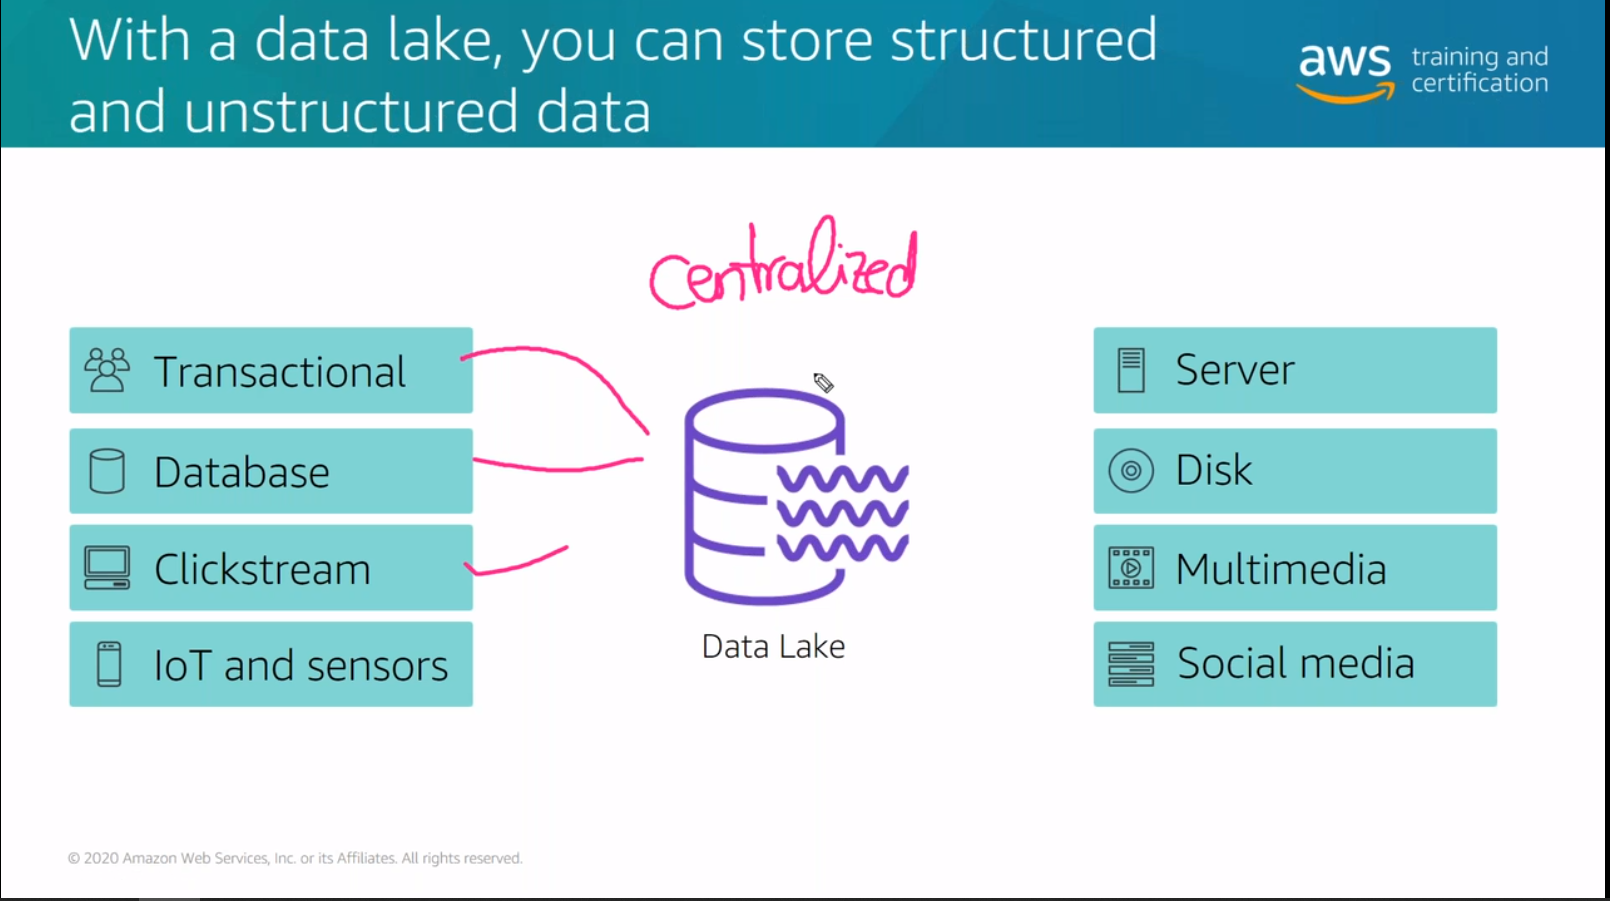 With a data lake, you can store structured
and unstructured data
aws training and
certification
centralized
Transactional
Database
Clickstream
IoT and sensors
Data Lake
Server
Disk
Multimedia
Social media
© 2020 Amazon Web Services, Inc. or its Affiliates. All rights reserved.